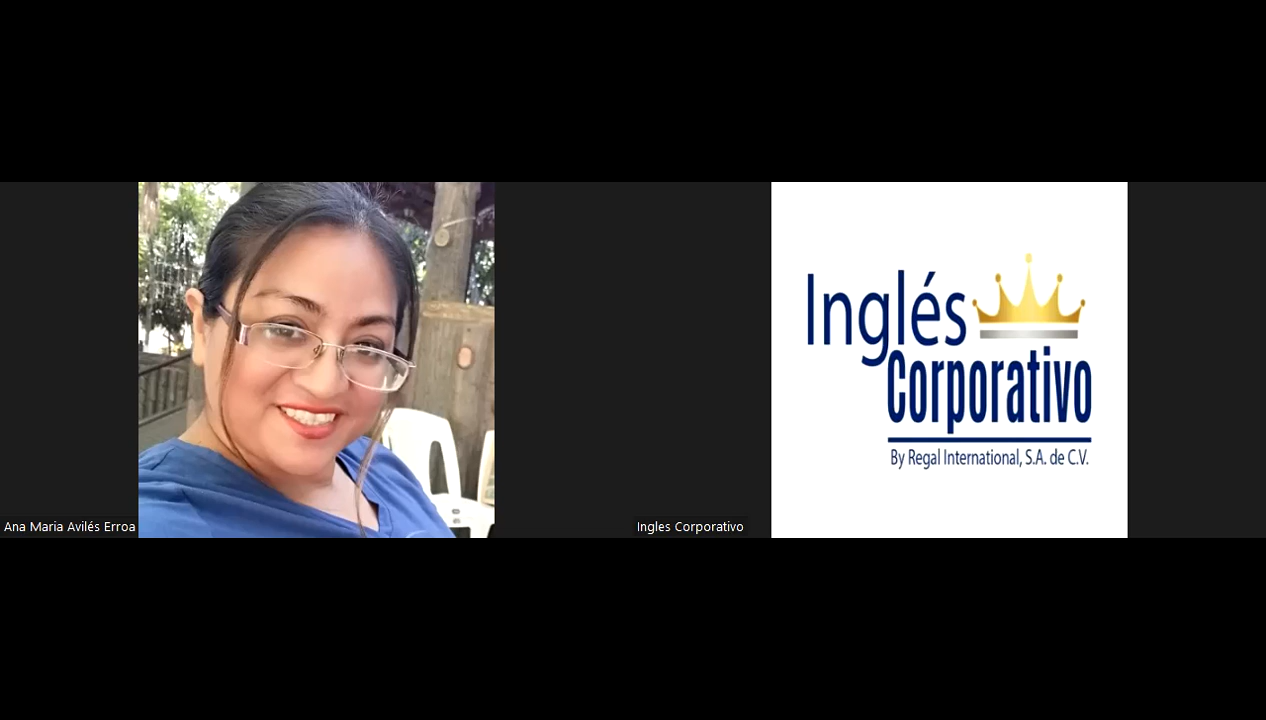 Inglés
Corporativo
By Regal International, S.A. de C.V.
Ana Maria Avilés Erroa
Ingles Corporativo